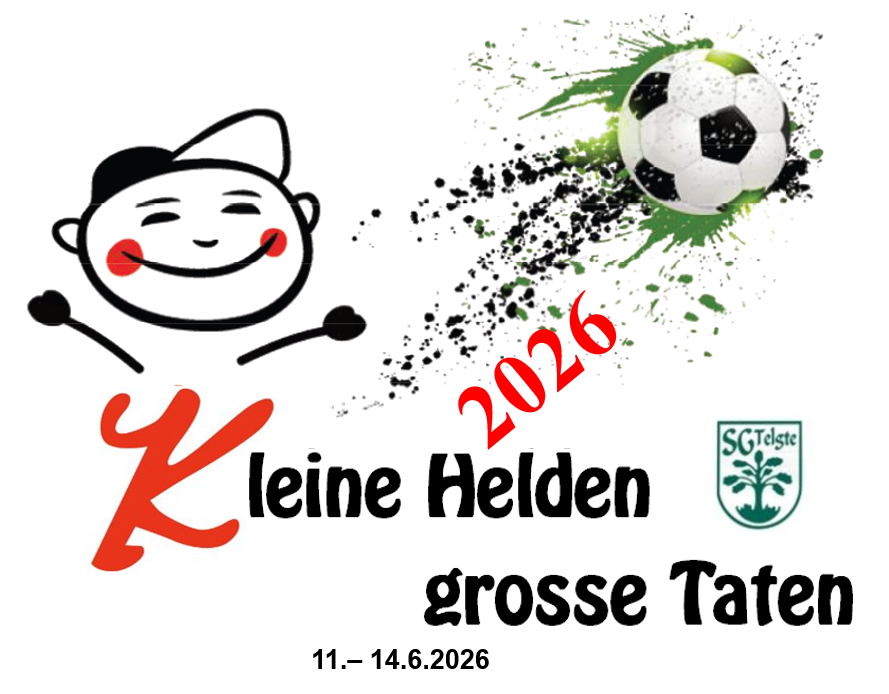 2026
Kleine Helden
SG Telgte
grosse Taten
11.– 14.6.2026